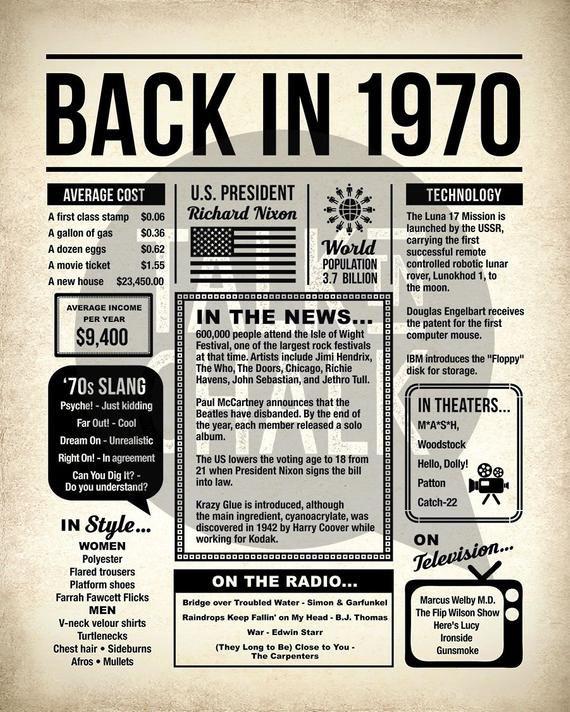 BACK IN 1970
AVERAGE COST
A first class stamp $0.06
A gallon of gas $0.36
A dozen eggs $0.62
A movie ticket $1.55
A new house $23,450.00
AVERAGE INCOME
PER YEAR
$9,400
'70s SLANG
Psyche! - Just kidding
Far Out! - Cool
Dream On - Unrealistic
Right On! - In agreement
Can You Dig It? -
Do you understand?
IN Style...
WOMEN
Polyester
Flared trousers
Platform shoes
Farrah Fawcett Flicks
MEN
V-neck velour shirts
Turtlenecks
Chest hair • Sideburns
Afros • Mullets
U.S. PRESIDENT
Richard Nixon
World
POPULATION
3.7 BILLION
IN THE NEWS...
600,000 people attend the Isle of Wight
Festival, one of the largest rock festivals
at that time. Artists include Jimi Hendrix,
The Who, The Doors, Chicago, Richie
Havens, John Sebastian, and Jethro Tull.
Paul McCartney announces that the
Beatles have disbanded. By the end of
the year, each member released a solo
album.
The US lowers the voting age to 18 from
21 when President Nixon signs the bill
into law.
Krazy Glue is introduced, although
the main ingredient, cyanoacrylate, was
discovered in 1942 by Harry Coover while
working for Kodak.
ON THE RADIO...
Bridge over Troubled Water - Simon & Garfunkel
Raindrops Keep Fallin' on My Head - B.J. Thomas
War - Edwin Starr
(They Long to Be) Close to You -
The Carpenters
TECHNOLOGY
The Luna 17 Mission is
launched by the USSR,
carrying the first
successful remote
controlled robotic lunar
rover, Lunokhod 1, to
the moon.
Douglas Engelbart receives
the patent for the first
computer mouse.
IBM introduces the "Floppy"
disk for storage.
IN THEATERS...
M*A*S*H,
Woodstock
Hello, Dolly!
Patton
Catch-22
ON
Television...
Marcus Welby M.D.
The Flip Wilson Show
Here's Lucy
Ironside
Gunsmoke
TALK
IN
CHALK